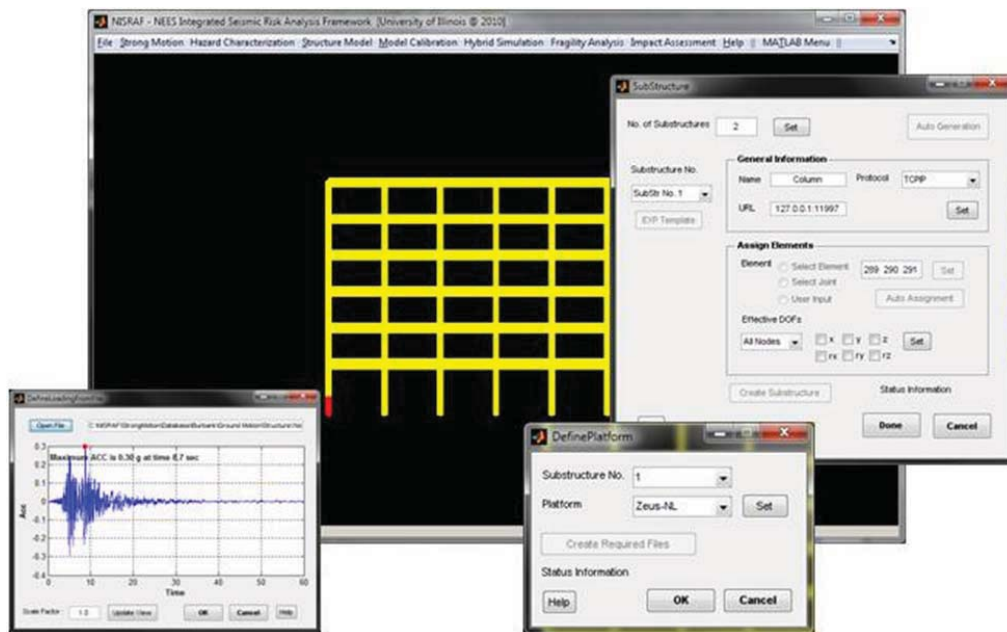 NISRAF - NEES Integrated Seismic Risk Analysis Framework [University of Illinois @ 2010]
File Strong Motion Hazard Characterization Structure Model Model Calibration Hybrid Simulation Fragility Analysis Impact Assessment Help || MATLAB Menu ||
SubStructure
No. of Substructures 2 Set Auto Generation
Substructure No.
SubStr No. 1
EXP Template
General Information
Name Column Protocol TCPIP
URL 127.0.0.1:11997 Set
Assign Elements
Element Select Element 289 290 291 Set
Select Joint
User Input Auto Assignment
Effective DOFs
All Nodes x y z Set
rx ry rz
Create Substructure Status Information
Done Cancel
DefineLoadingFromFile
Open File
Maximum ACC is 0.30 g at time 8.7 sec
Acc
0.3
0.2
0.1
0
-0.1
-0.2
-0.3
-0.4
0 10 20 30 40 50 60
Time
Scale Factor : 1.0 Update View OK Cancel Help
DefinePlatform
Substructure No. 1
Platform Zeus-NL Set
Create Required Files
Status Information
Help OK Cancel